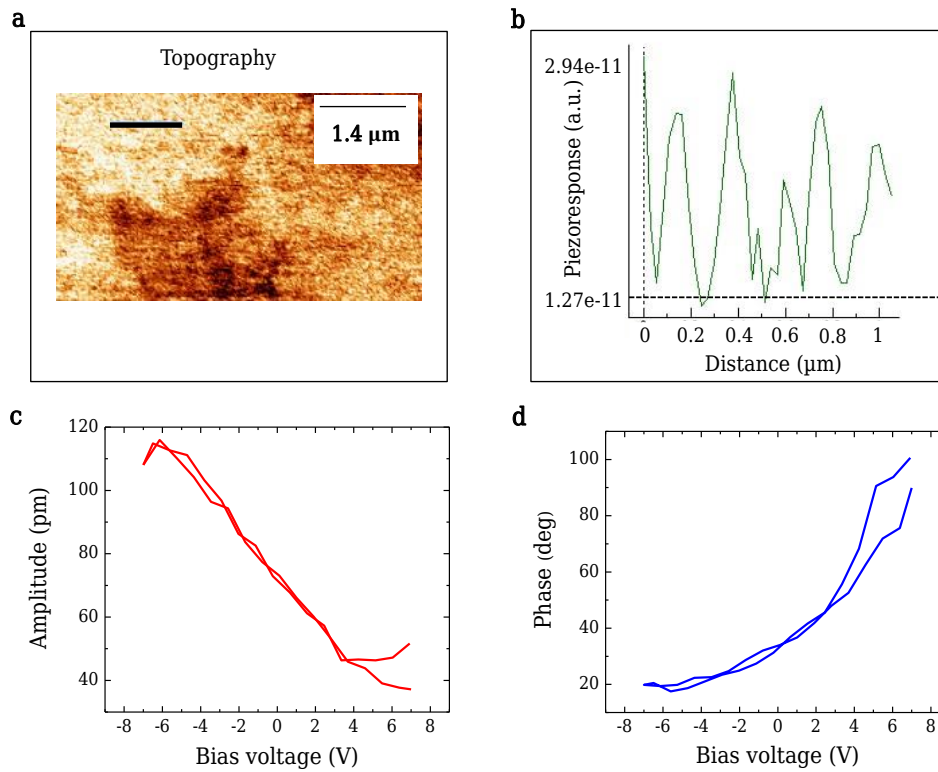 a
Topography
1.4 μm
b
Piezoresponse (a.u.)
2.94e-11
1.27e-11
0 0.2 0.4 0.6 0.8 1
Distance (μm)
c
Amplitude (pm)
120
100
80
60
40
-8 -6 -4 -2 0 2 4 6 8
Bias voltage (V)
d
Phase (deg)
100
80
60
40
20
-8 -6 -4 -2 0 2 4 6 8
Bias voltage (V)